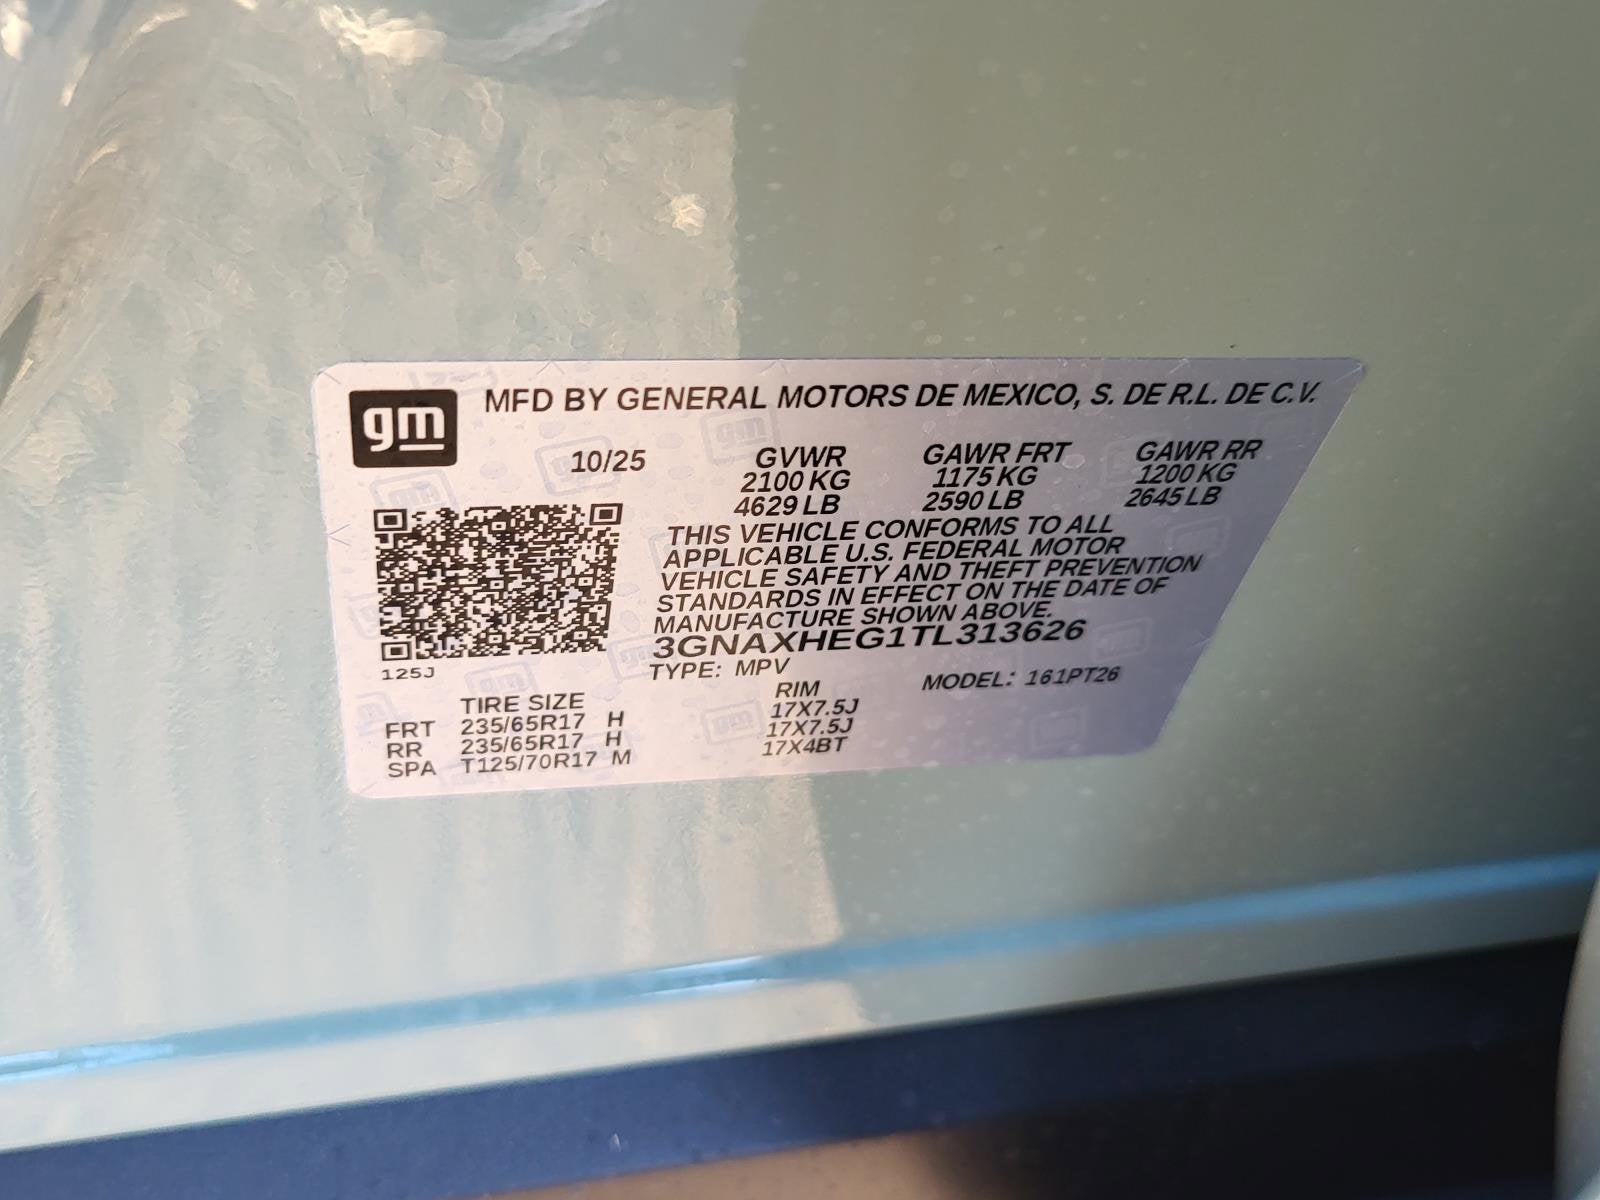 gm
MFD BY GENERAL MOTORS DE MEXICO, S. DE R.L. DE C.V.
10/25 GVWR GAWR FRT GAWR RR
2100 KG 1175 KG 1200 KG
4629 LB 2590 LB 2645 LB
THIS VEHICLE CONFORMS TO ALL
APPLICABLE U.S. FEDERAL MOTOR
VEHICLE SAFETY AND THEFT PREVENTION
STANDARDS IN EFFECT ON THE DATE OF
MANUFACTURE SHOWN ABOVE.
3GNAXHEG1TL313626
125J TYPE: MPV MODEL: 161PT26
TIRE SIZE RIM
FRT 235/65R17 H 17X7.5J
RR 235/65R17 H 17X7.5J
SPA T125/70R17 M 17X4BT